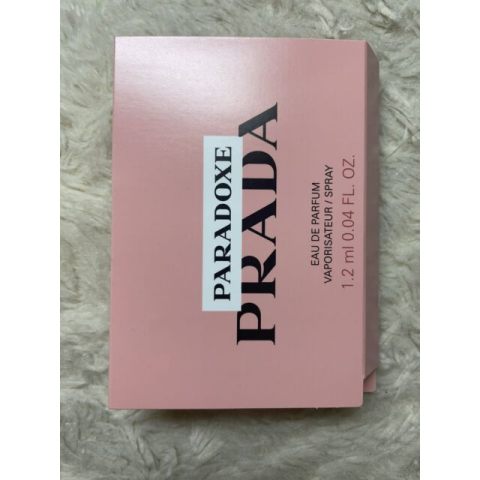 PARADOXE
PRADA
EAU DE PARFUM
VAPORISATEUR / SPRAY
1.2 ml 0.04 FL. OZ.